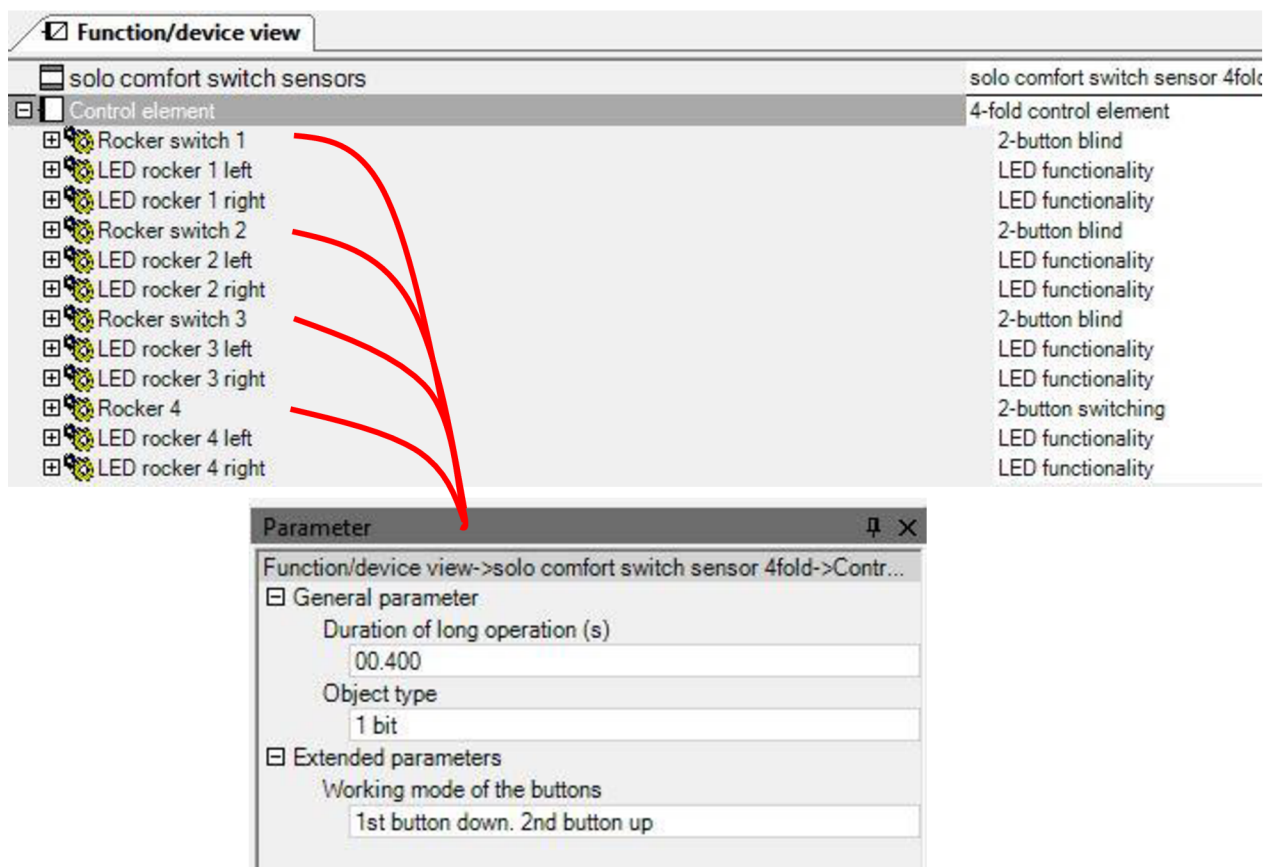 Function/device view
solo comfort switch sensors solo comfort switch sensor 4fold
Control element 4-fold control element
Rocker switch 1 2-button blind
LED rocker 1 left LED functionality
LED rocker 1 right LED functionality
Rocker switch 2 2-button blind
LED rocker 2 left LED functionality
LED rocker 2 right LED functionality
Rocker switch 3 2-button blind
LED rocker 3 left LED functionality
LED rocker 3 right LED functionality
Rocker 4 2-button switching
LED rocker 4 left LED functionality
LED rocker 4 right LED functionality
Parameter
Function/device view->solo comfort switch sensor 4fold->Contr...
General parameter
Duration of long operation (s)
00.400
Object type
1 bit
Extended parameters
Working mode of the buttons
1st button down. 2nd button up